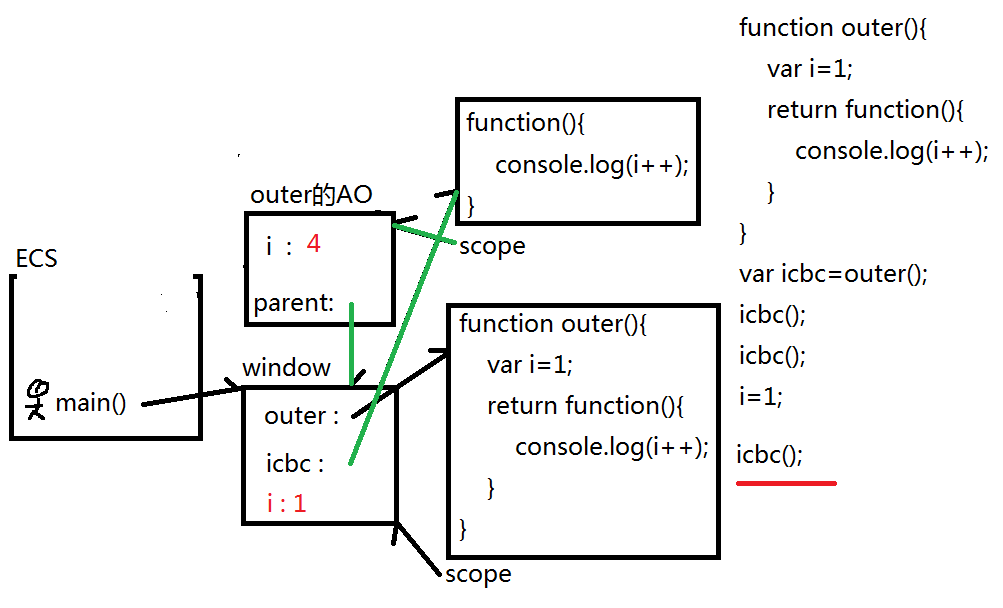 ECS
main()
outer的AO
i : 4
parent:
window
outer :
icbc :
i : 1
function(){
console.log(i++);
}
scope
function outer(){
var i=1;
return function(){
console.log(i++);
}
}
scope
function outer(){
var i=1;
return function(){
console.log(i++);
}
}
var icbc=outer();
icbc();
icbc();
i=1;
icbc();